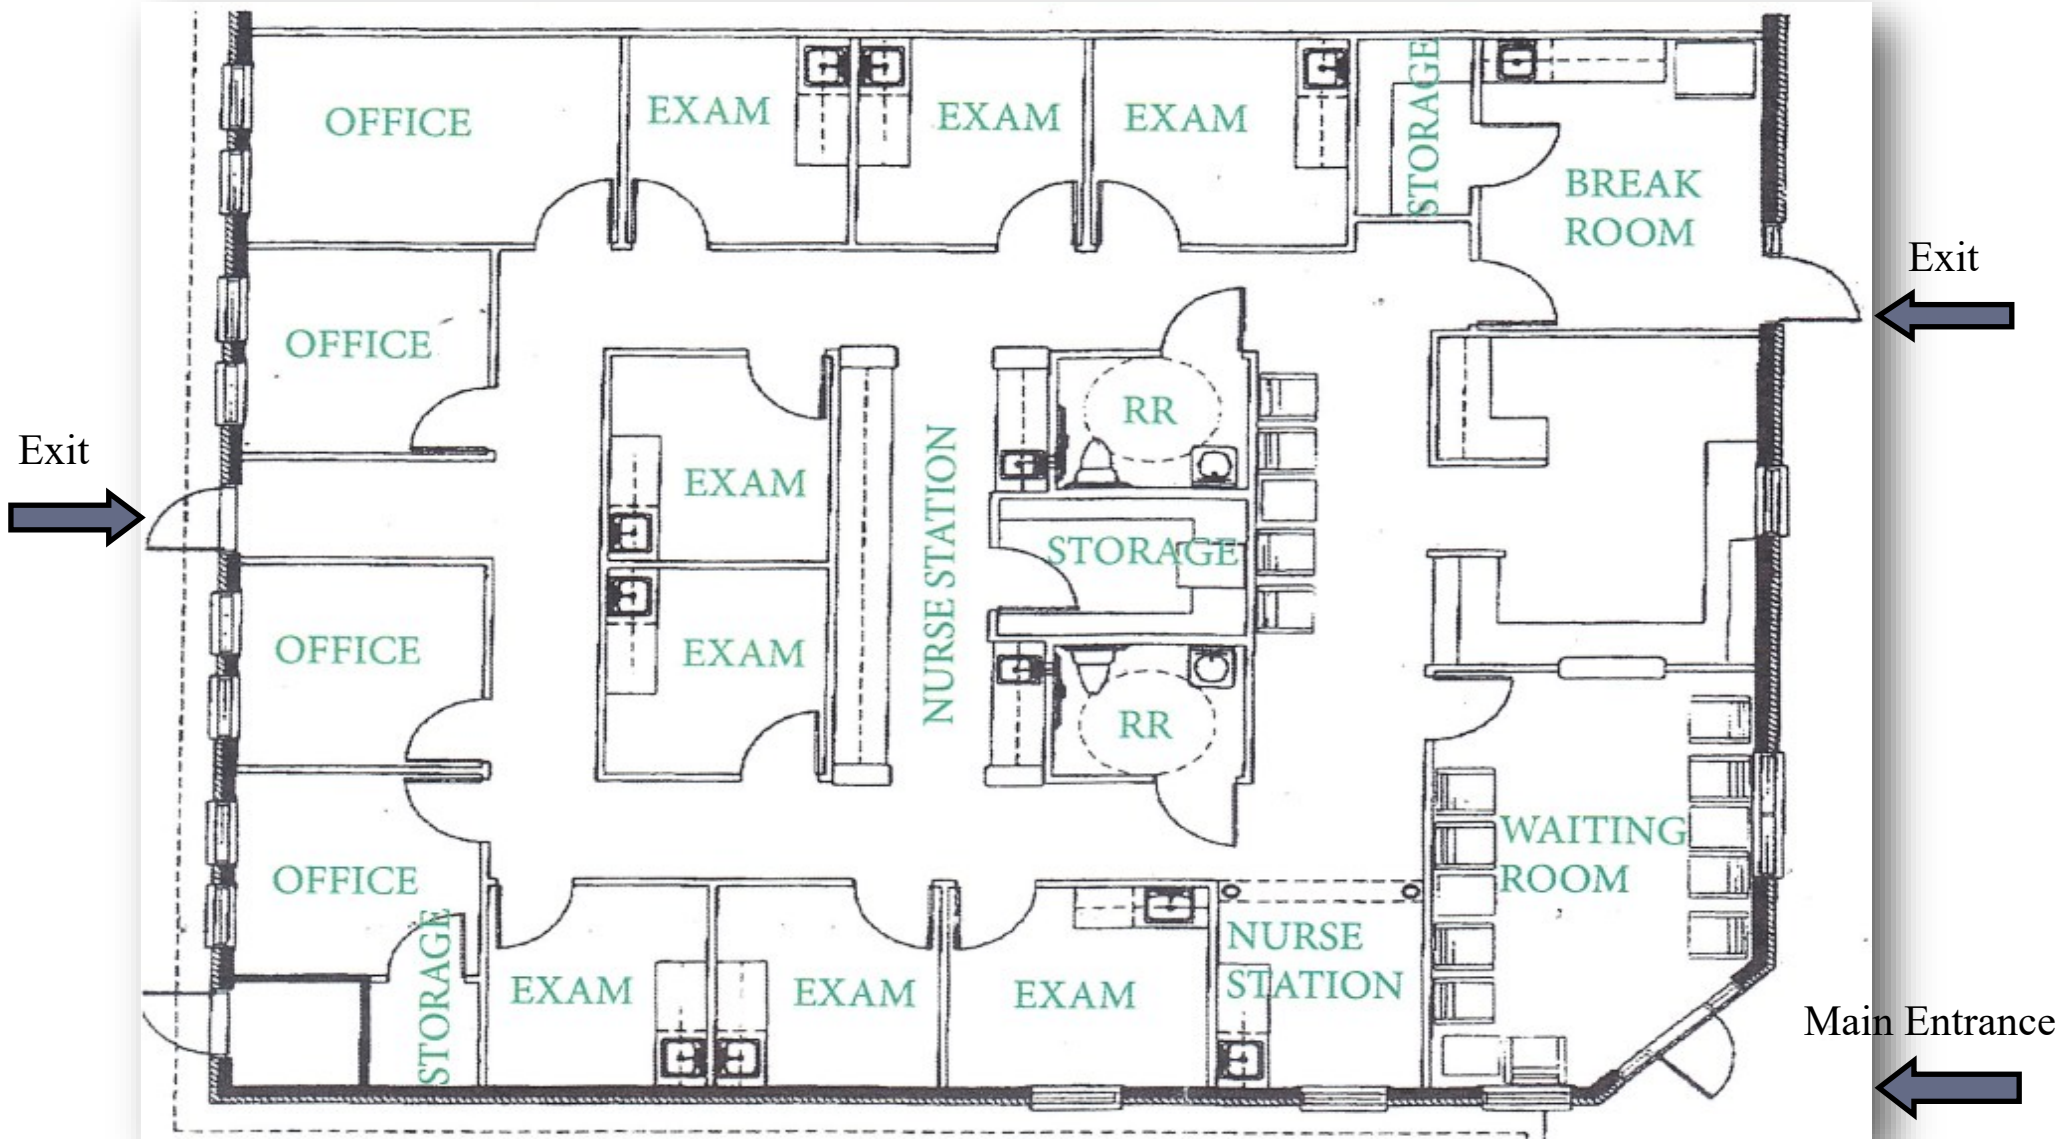 OFFICE
EXAM
EXAM
EXAM
STORAGE
BREAK
ROOM
Exit
OFFICE
RR
Exit
EXAM
NURSE STATION
STORAGE
OFFICE
EXAM
RR
WAITING
ROOM
OFFICE
STORAGE
EXAM
EXAM
EXAM
NURSE
STATION
Main Entrance